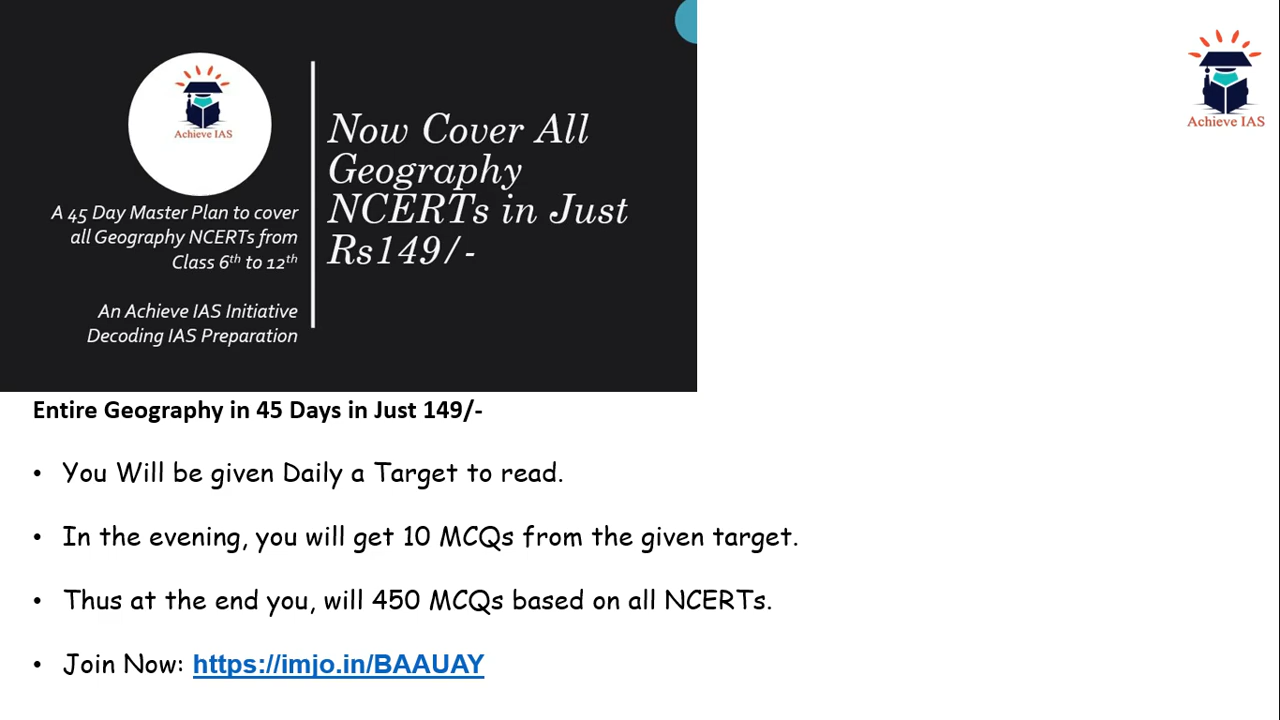 Achieve IAS
A 45 Day Master Plan to cover
all Geography NCERTs from
Class 6th to 12th
An Achieve IAS Initiative
Decoding IAS Preparation
Now Cover All
Geography
NCERTs in Just
Rs149/-
Achieve IAS
Entire Geography in 45 Days in Just 149/-
• You Will be given Daily a Target to read.
• In the evening, you will get 10 MCQs from the given target.
• Thus at the end you, will 450 MCQs based on all NCERTs.
• Join Now: https://imjo.in/BAAUAY